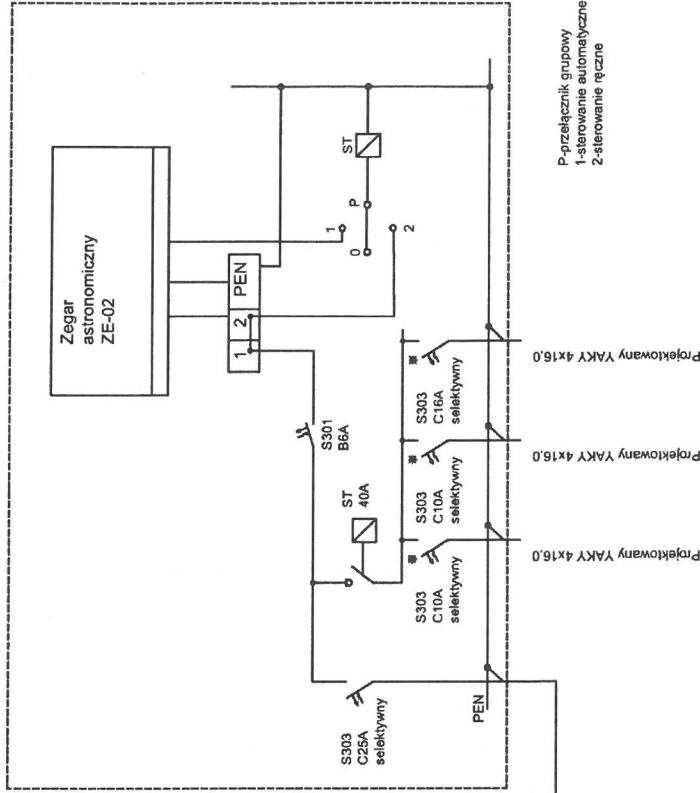 Zegar
astronomiczny
ZE-02
P-przełącznik grupowy
1-sterowanie automatyczne
2-sterowanie ręczne
ST
P
1
0
2
1
2
PEN
S301
B6A
ST
40A
S303
C16A
selektywny
S303
C10A
selektywny
S303
C10A
selektywny
S303
C25A
selektywny
PEN
Projektowany YAKY 4x16.0
Projektowany YAKY 4x16.0
Projektowany YAKY 4x16.0